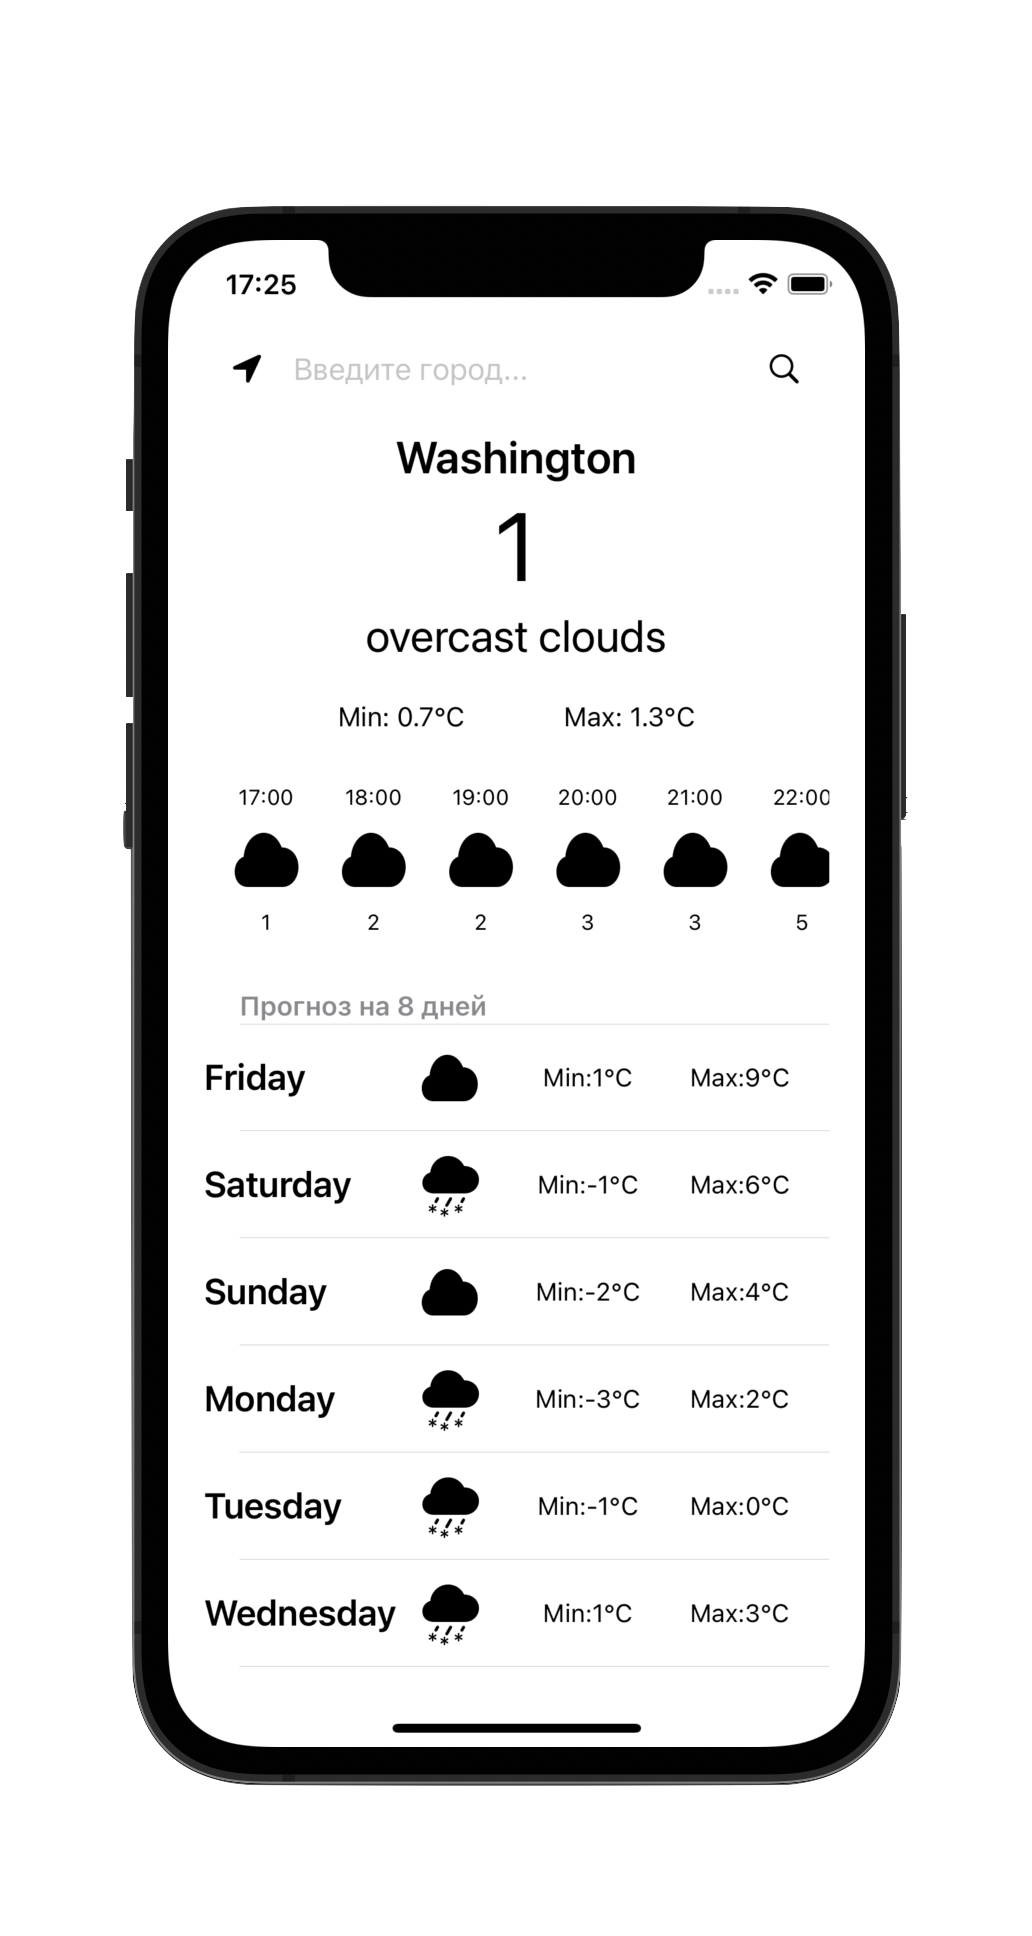 17:25
Введите город...
Washington
1
overcast clouds
Min: 0.7°C Max: 1.3°C
17:00 18:00 19:00 20:00 21:00 22:00
1 2 2 3 3 5
Прогноз на 8 дней
Friday Min:1°C Max:9°C
Saturday Min:-1°C Max:6°C
Sunday Min:-2°C Max:4°C
Monday Min:-3°C Max:2°C
Tuesday Min:-1°C Max:0°C
Wednesday Min:1°C Max:3°C